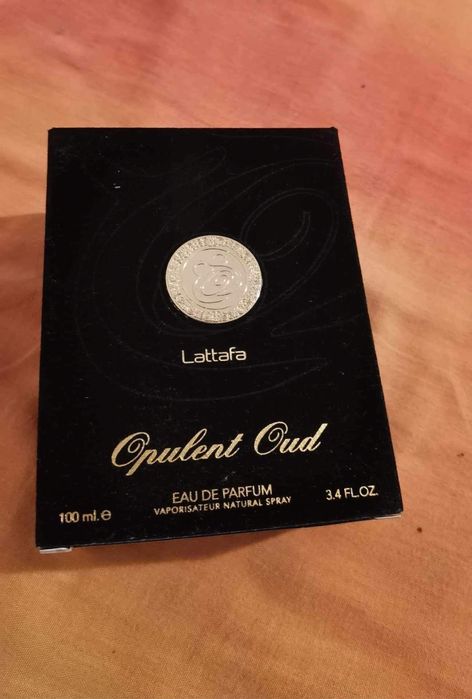 Lattafa
Opulent Oud
EAU DE PARFUM
VAPORISATEUR NATURAL SPRAY
100 ml.e
3.4 FL.OZ.